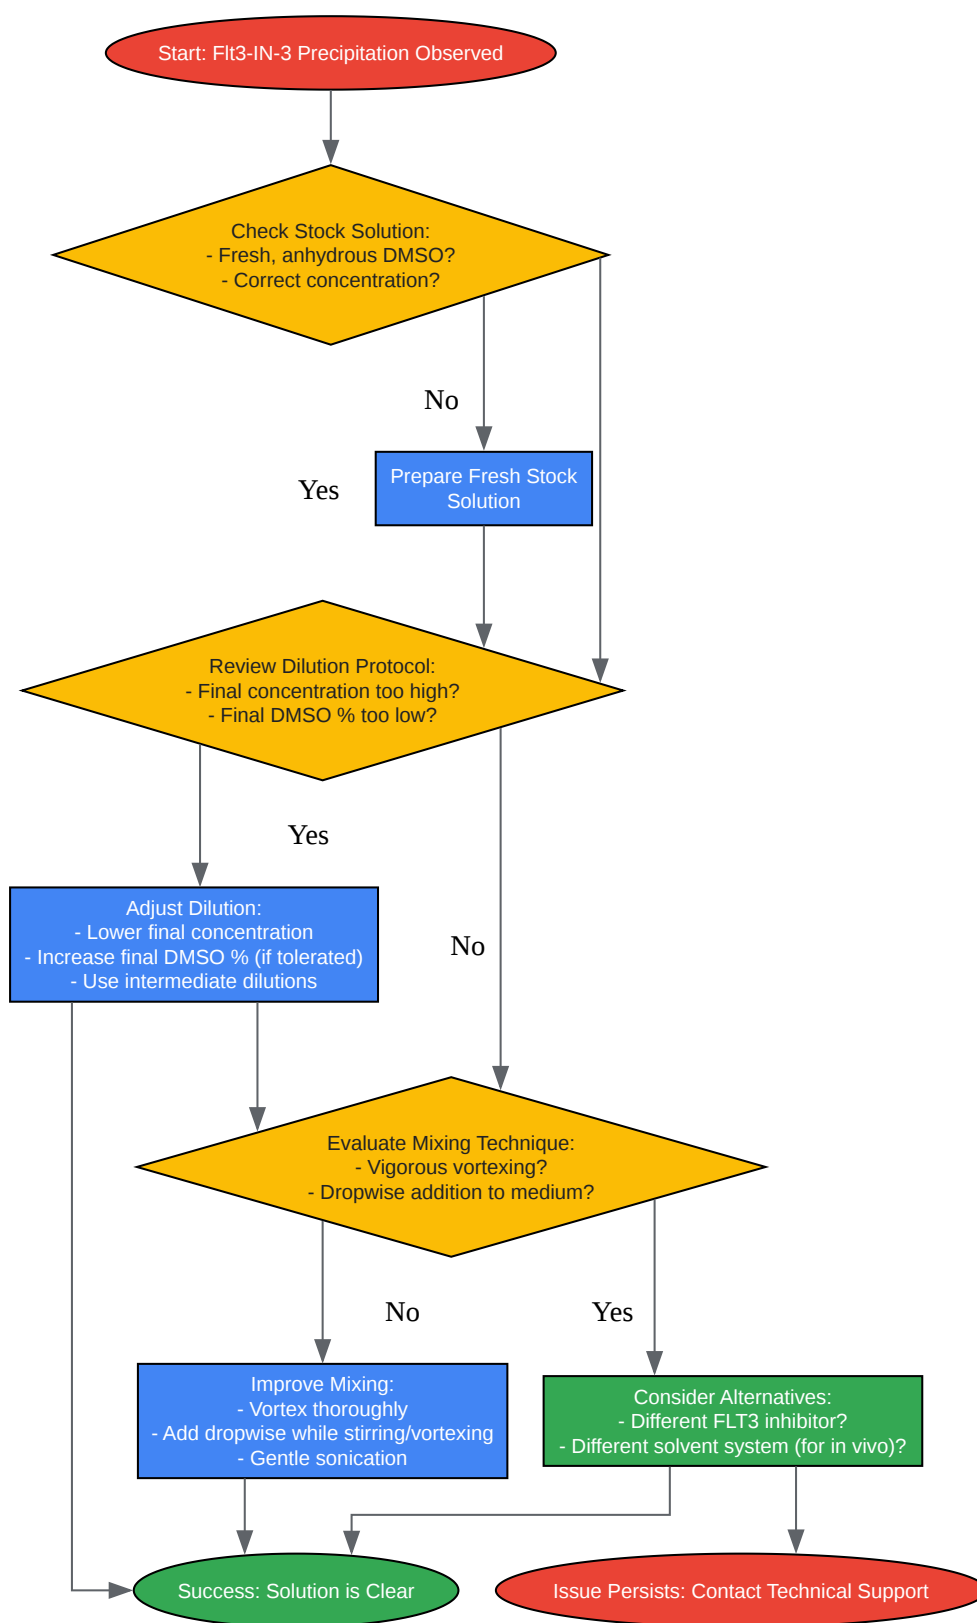 Start: Flt3-IN-3 Precipitation Observed
Check Stock Solution:
- Fresh, anhydrous DMSO?
- Correct concentration?
No
Yes
Prepare Fresh Stock
Solution
Review Dilution Protocol:
- Final concentration too high?
- Final DMSO % too low?
Yes
No
Adjust Dilution:
- Lower final concentration
- Increase final DMSO % (if tolerated)
- Use intermediate dilutions
Evaluate Mixing Technique:
- Vigorous vortexing?
- Dropwise addition to medium?
No
Yes
Improve Mixing:
- Vortex thoroughly
- Add dropwise while stirring/vortexing
- Gentle sonication
Consider Alternatives:
- Different FLT3 inhibitor?
- Different solvent system (for in vivo)?
Success: Solution is Clear
Issue Persists: Contact Technical Support